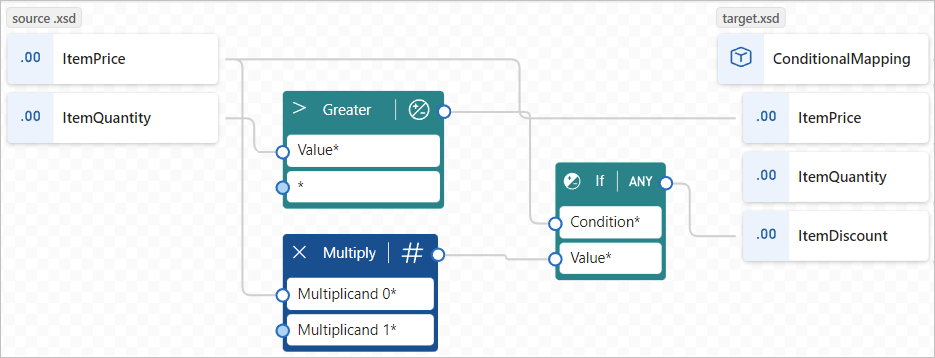 source .xsd
target.xsd
.00 ItemPrice
.00 ItemQuantity
> Greater
Value*
*
× Multiply #
Multiplicand 0*
Multiplicand 1*
If ANY
Condition*
Value*
ConditionalMapping
.00 ItemPrice
.00 ItemQuantity
.00 ItemDiscount